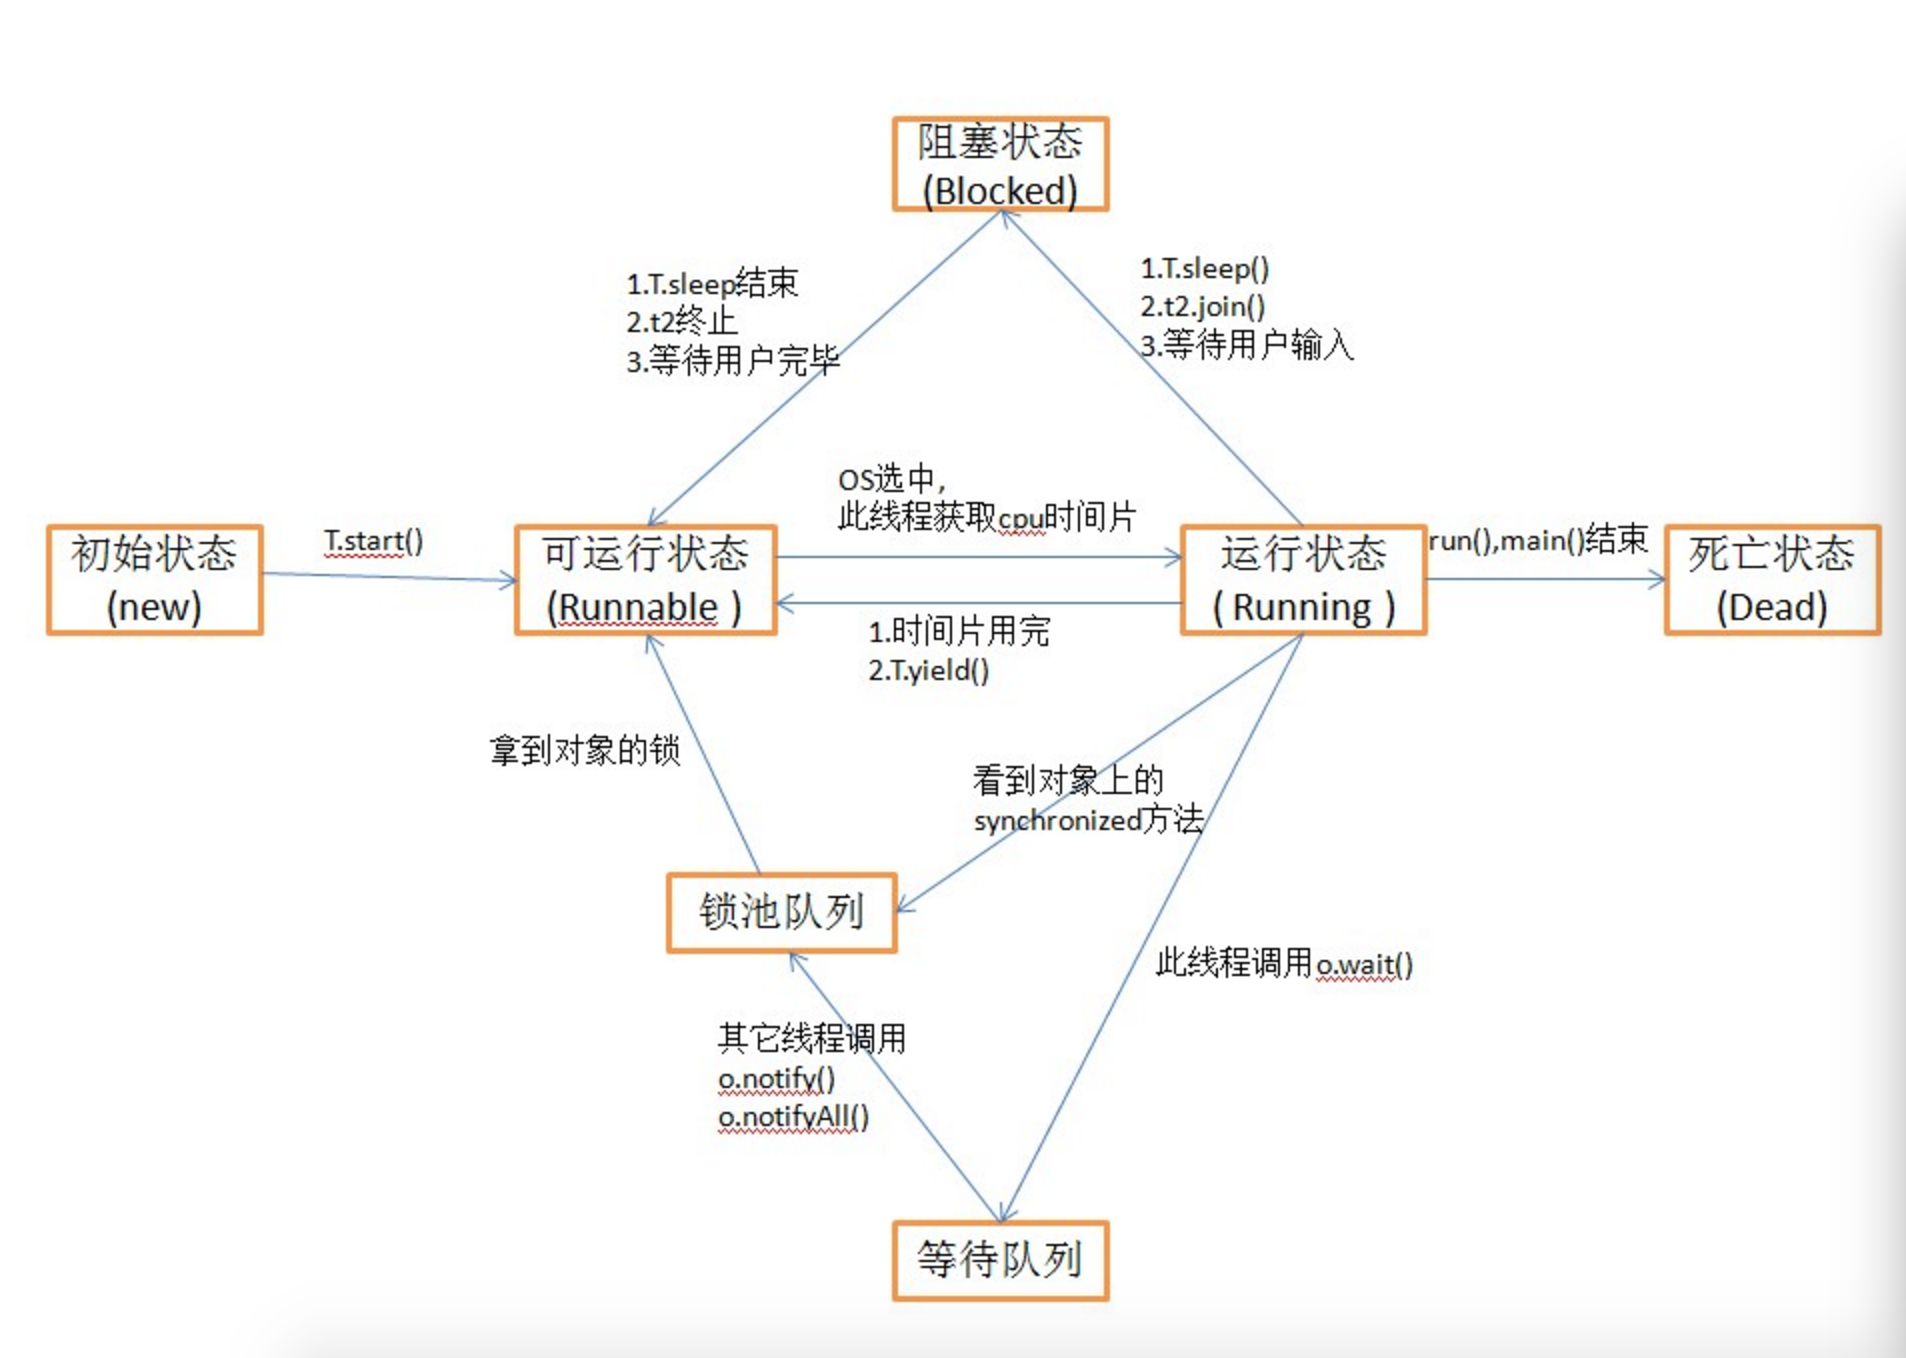 阻塞状态
(Blocked)
1.T.sleep结束
2.t2终止
3.等待用户完毕
1.T.sleep()
2.t2.join()
3.等待用户输入
初始状态
(new)
T.start()
可运行状态
(Runnable )
OS选中,
此线程获取cpu时间片
1.时间片用完
2.T.yield()
运行状态
( Running )
run(),main()结束
死亡状态
(Dead)
拿到对象的锁
看到对象上的
synchronized方法
锁池队列
此线程调用o.wait()
其它线程调用
o.notify()
o.notifyAll()
等待队列